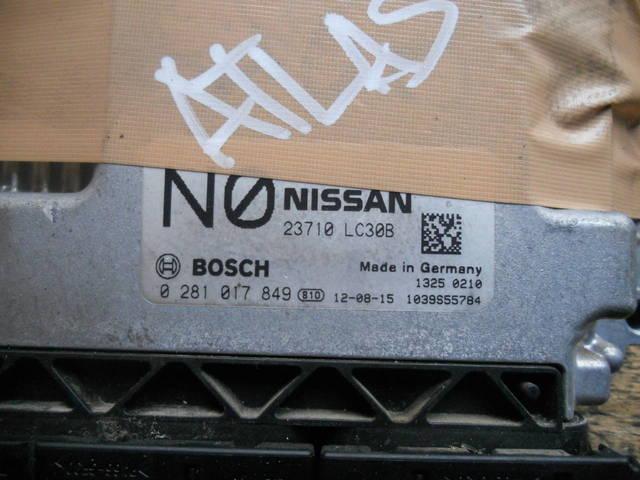 ATLAS
NØ NISSAN
23710 LC30B
BOSCH Made in Germany
1325 0210
0 281 017 849 810 12-08-15 1039S55784